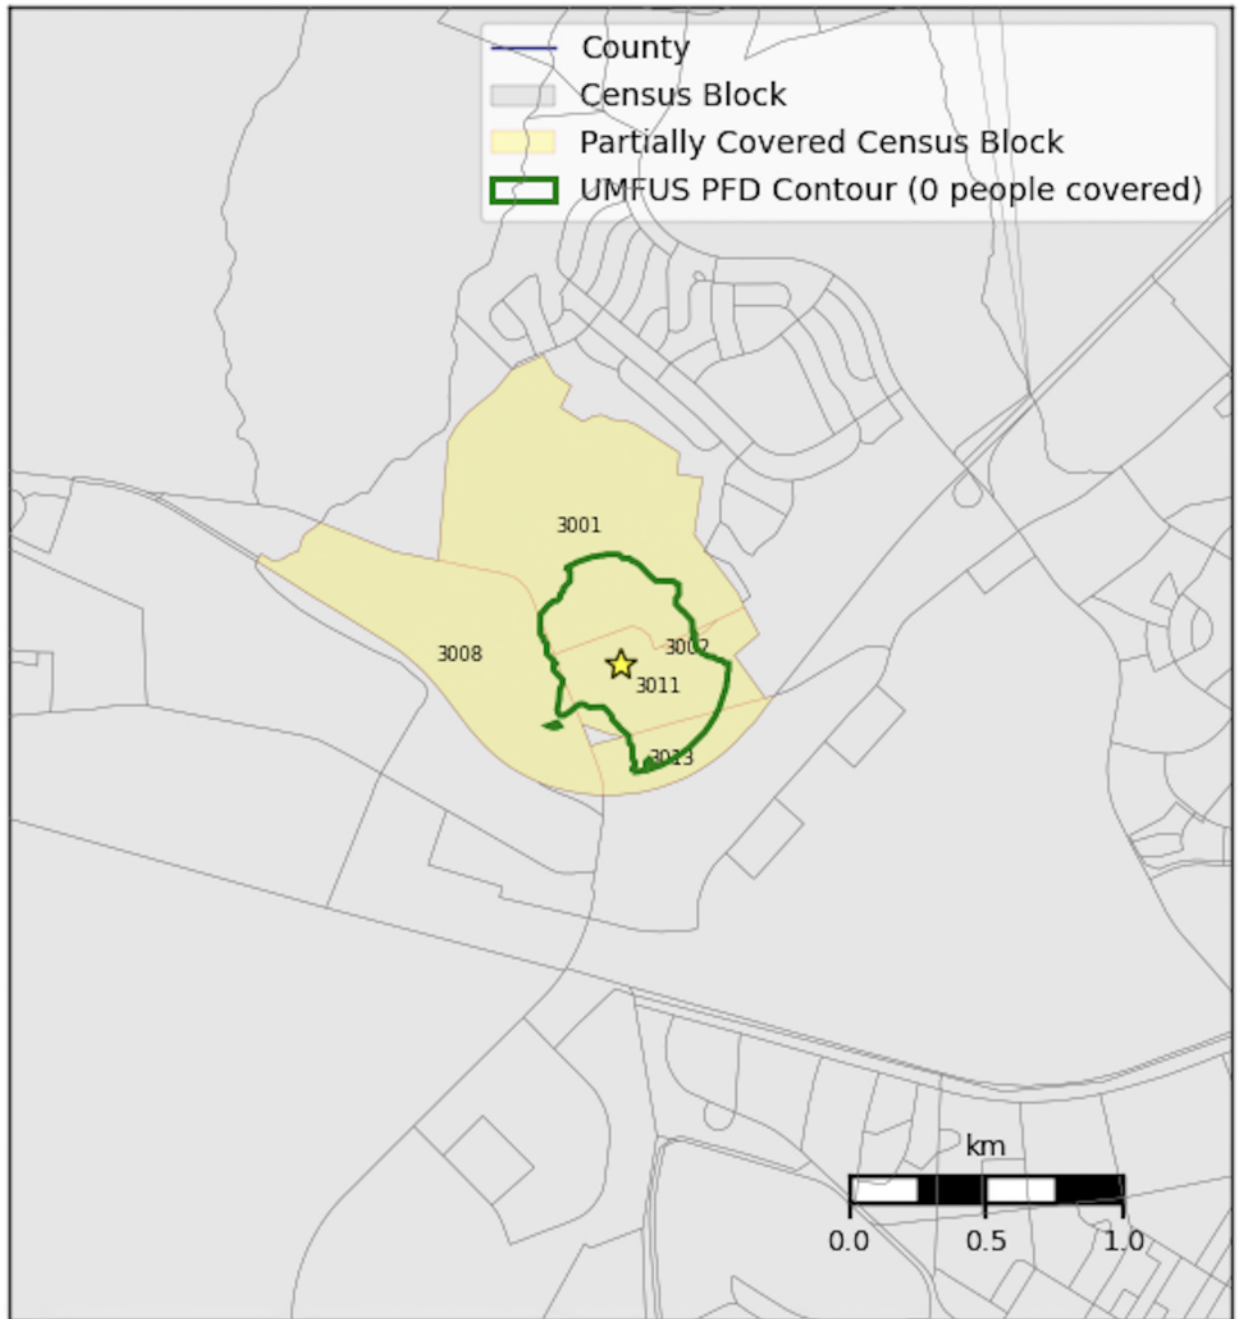 County
Census Block
Partially Covered Census Block
UMFUS PFD Contour (0 people covered)
3001
3002
3008
3011
3013
km
0.0 0.5 1.0